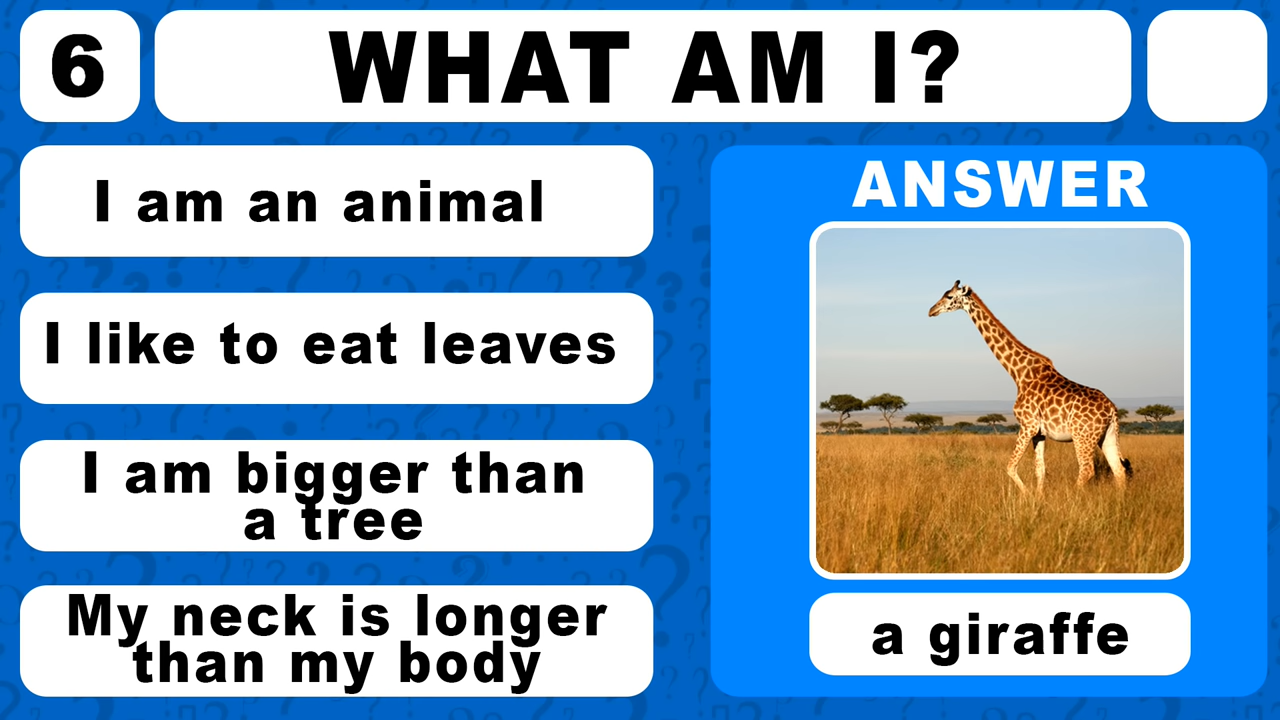 6
WHAT AM I?
I am an animal
I like to eat leaves
I am bigger than
a tree
My neck is longer
than my body
ANSWER
a giraffe